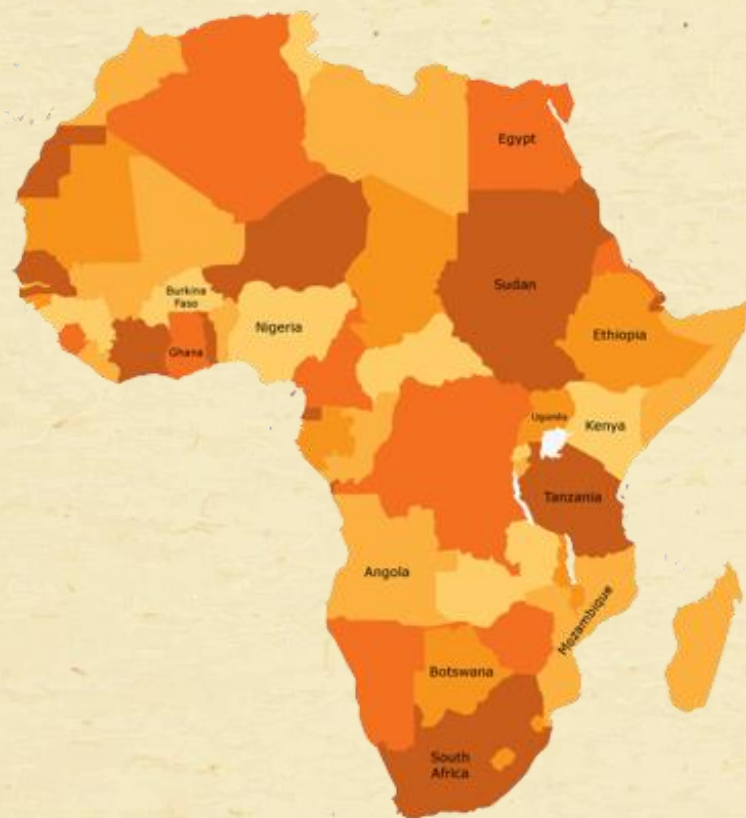 Egypt
Sudan
Burkina
Faso
Nigeria
Ghana
Ethiopia
Uganda
Kenya
Tanzania
Angola
Mozambique
Botswana
South
Africa